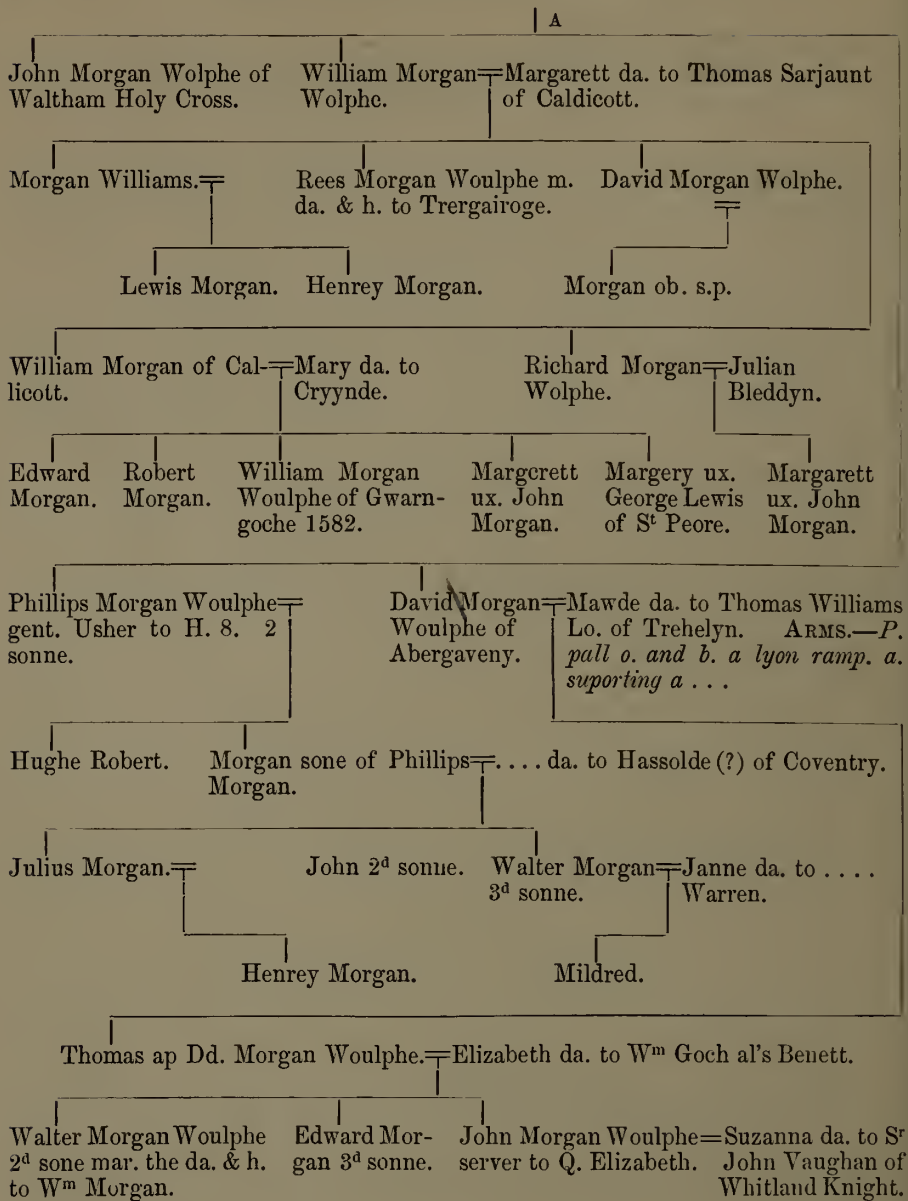 A
John Morgan Wolphe of William Morgan Margarett da. to Thomas Sarjaunt
Waltham Holy Cross. Wolphe. of Caldicott.
Morgan Williams. Rees Morgan Woulphe m. David Morgan Wolphe.
da. & h. to Trergairoge.
Lewis Morgan. Henrey Morgan. Morgan ob. s.p.
William Morgan of Cal- Mary da. to Richard Morgan Julian
licott. Cryynde. Wolphe. Bleddyn.
Edward Robert William Morgan Margerett Margery ux. Margarett
Morgan. Morgan. Woulphe of Gwarn- ux. John George Lewis ux. John
goche 1582. Morgan. of Sᵗ Peore. Morgan.
Phillips Morgan Woulphe David Morgan Mawde da. to Thomas Williams
gent. Usher to H. 8. 2 Woulphe of Lo. of Trehelyn. ARMS.—P.
sonne. Abergaveny. pall o. and b. a lyon ramp. a.
suporting a . . .
Hughe Robert. Morgan sone of Phillips . . . . da. to Hassolde (?) of Coventry.
Morgan.
Julius Morgan. John 2ᵈ sonne. Walter Morgan Janne da. to . . . .
3ᵈ sonne. Warren.
Henrey Morgan. Mildred.
Thomas ap Dd. Morgan Woulphe. Elizabeth da. to Wᵐ Goch al's Benett.
Walter Morgan Woulphe Edward Mor- John Morgan Woulphe=Suzanna da. to Sʳ
2ᵈ sone mar. the da. & h. gan 3ᵈ sonne. server to Q. Elizabeth. John Vaughan of
to Wᵐ Morgan. Whitland Knight.